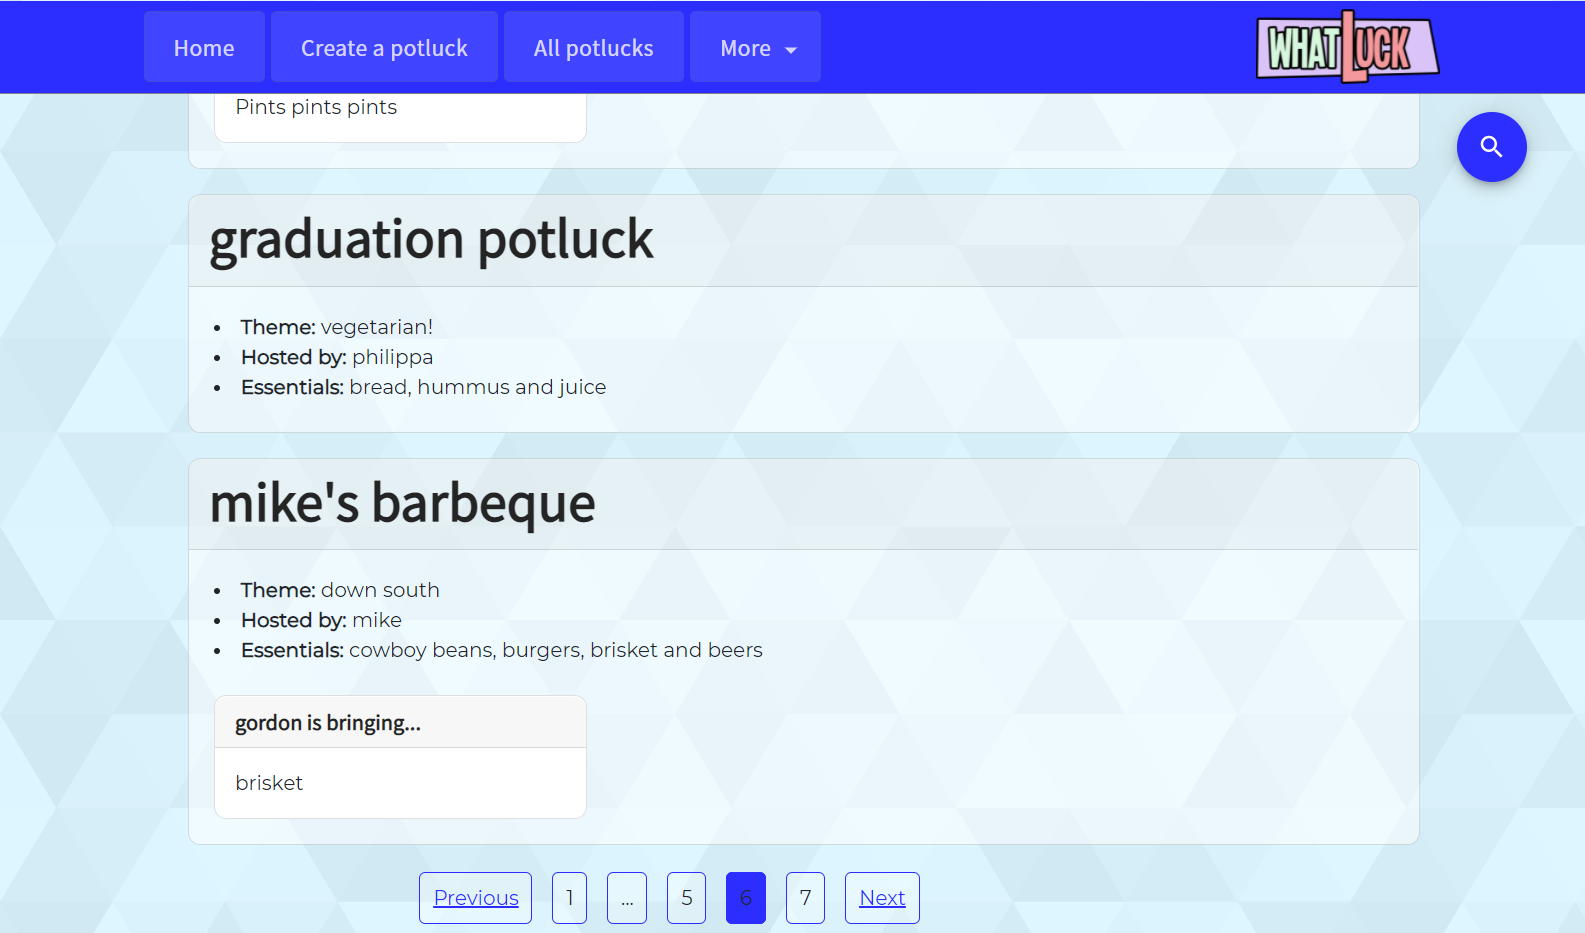 Home Create a potluck All potlucks More
WHATLUCK
Pints pints pints
graduation potluck
Theme: vegetarian!
Hosted by: philippa
Essentials: bread, hummus and juice
mike's barbeque
Theme: down south
Hosted by: mike
Essentials: cowboy beans, burgers, brisket and beers
gordon is bringing...
brisket
Previous 1 ... 5 6 7 Next